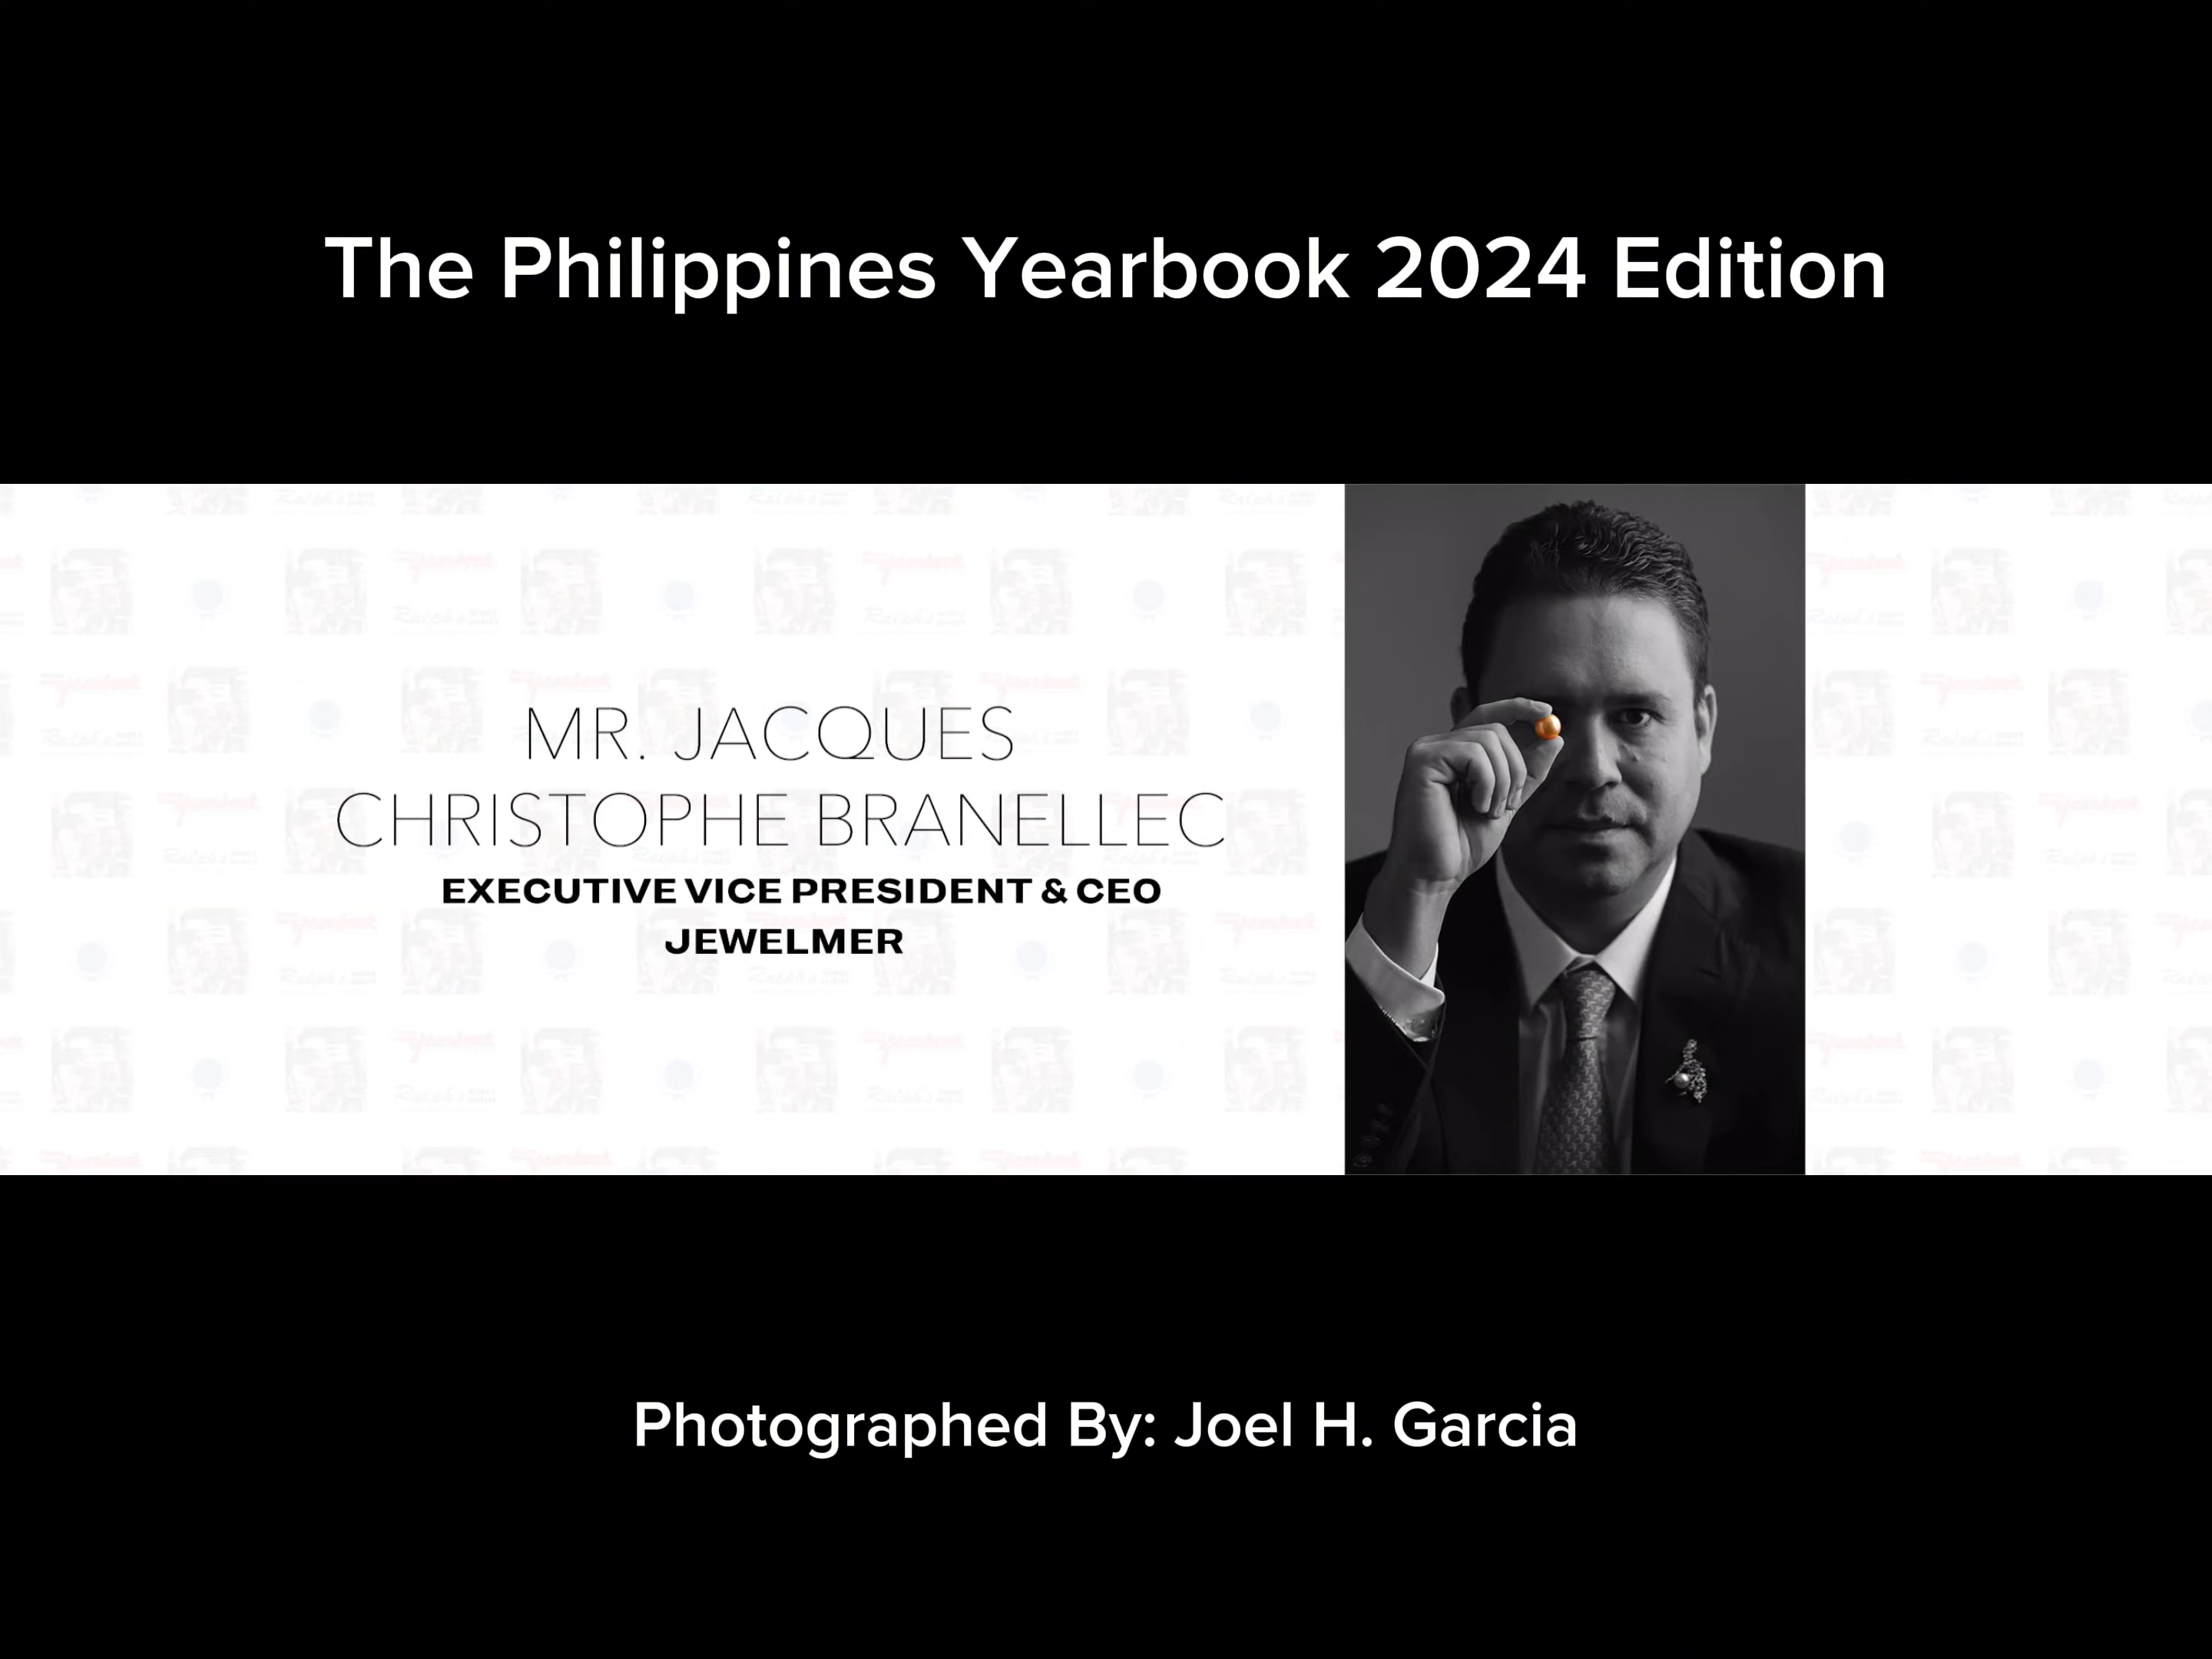 The Philippines Yearbook 2024 Edition
MR. JACQUES
CHRISTOPHE BRANELLEC
EXECUTIVE VICE PRESIDENT & CEO
JEWELMER
Photographed By: Joel H. Garcia